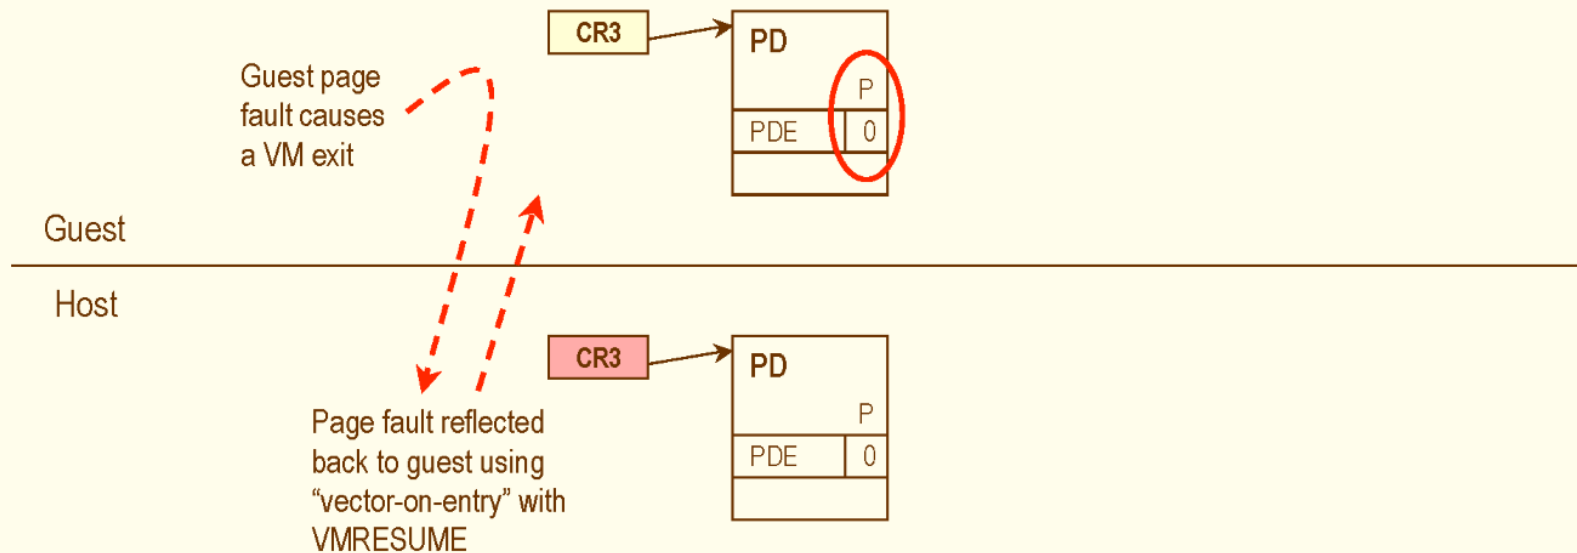 CR3
PD
P
PDE
0
Guest page
fault causes
a VM exit
Guest
Host
CR3
PD
P
PDE
0
Page fault reflected
back to guest using
“vector-on-entry” with
VMRESUME